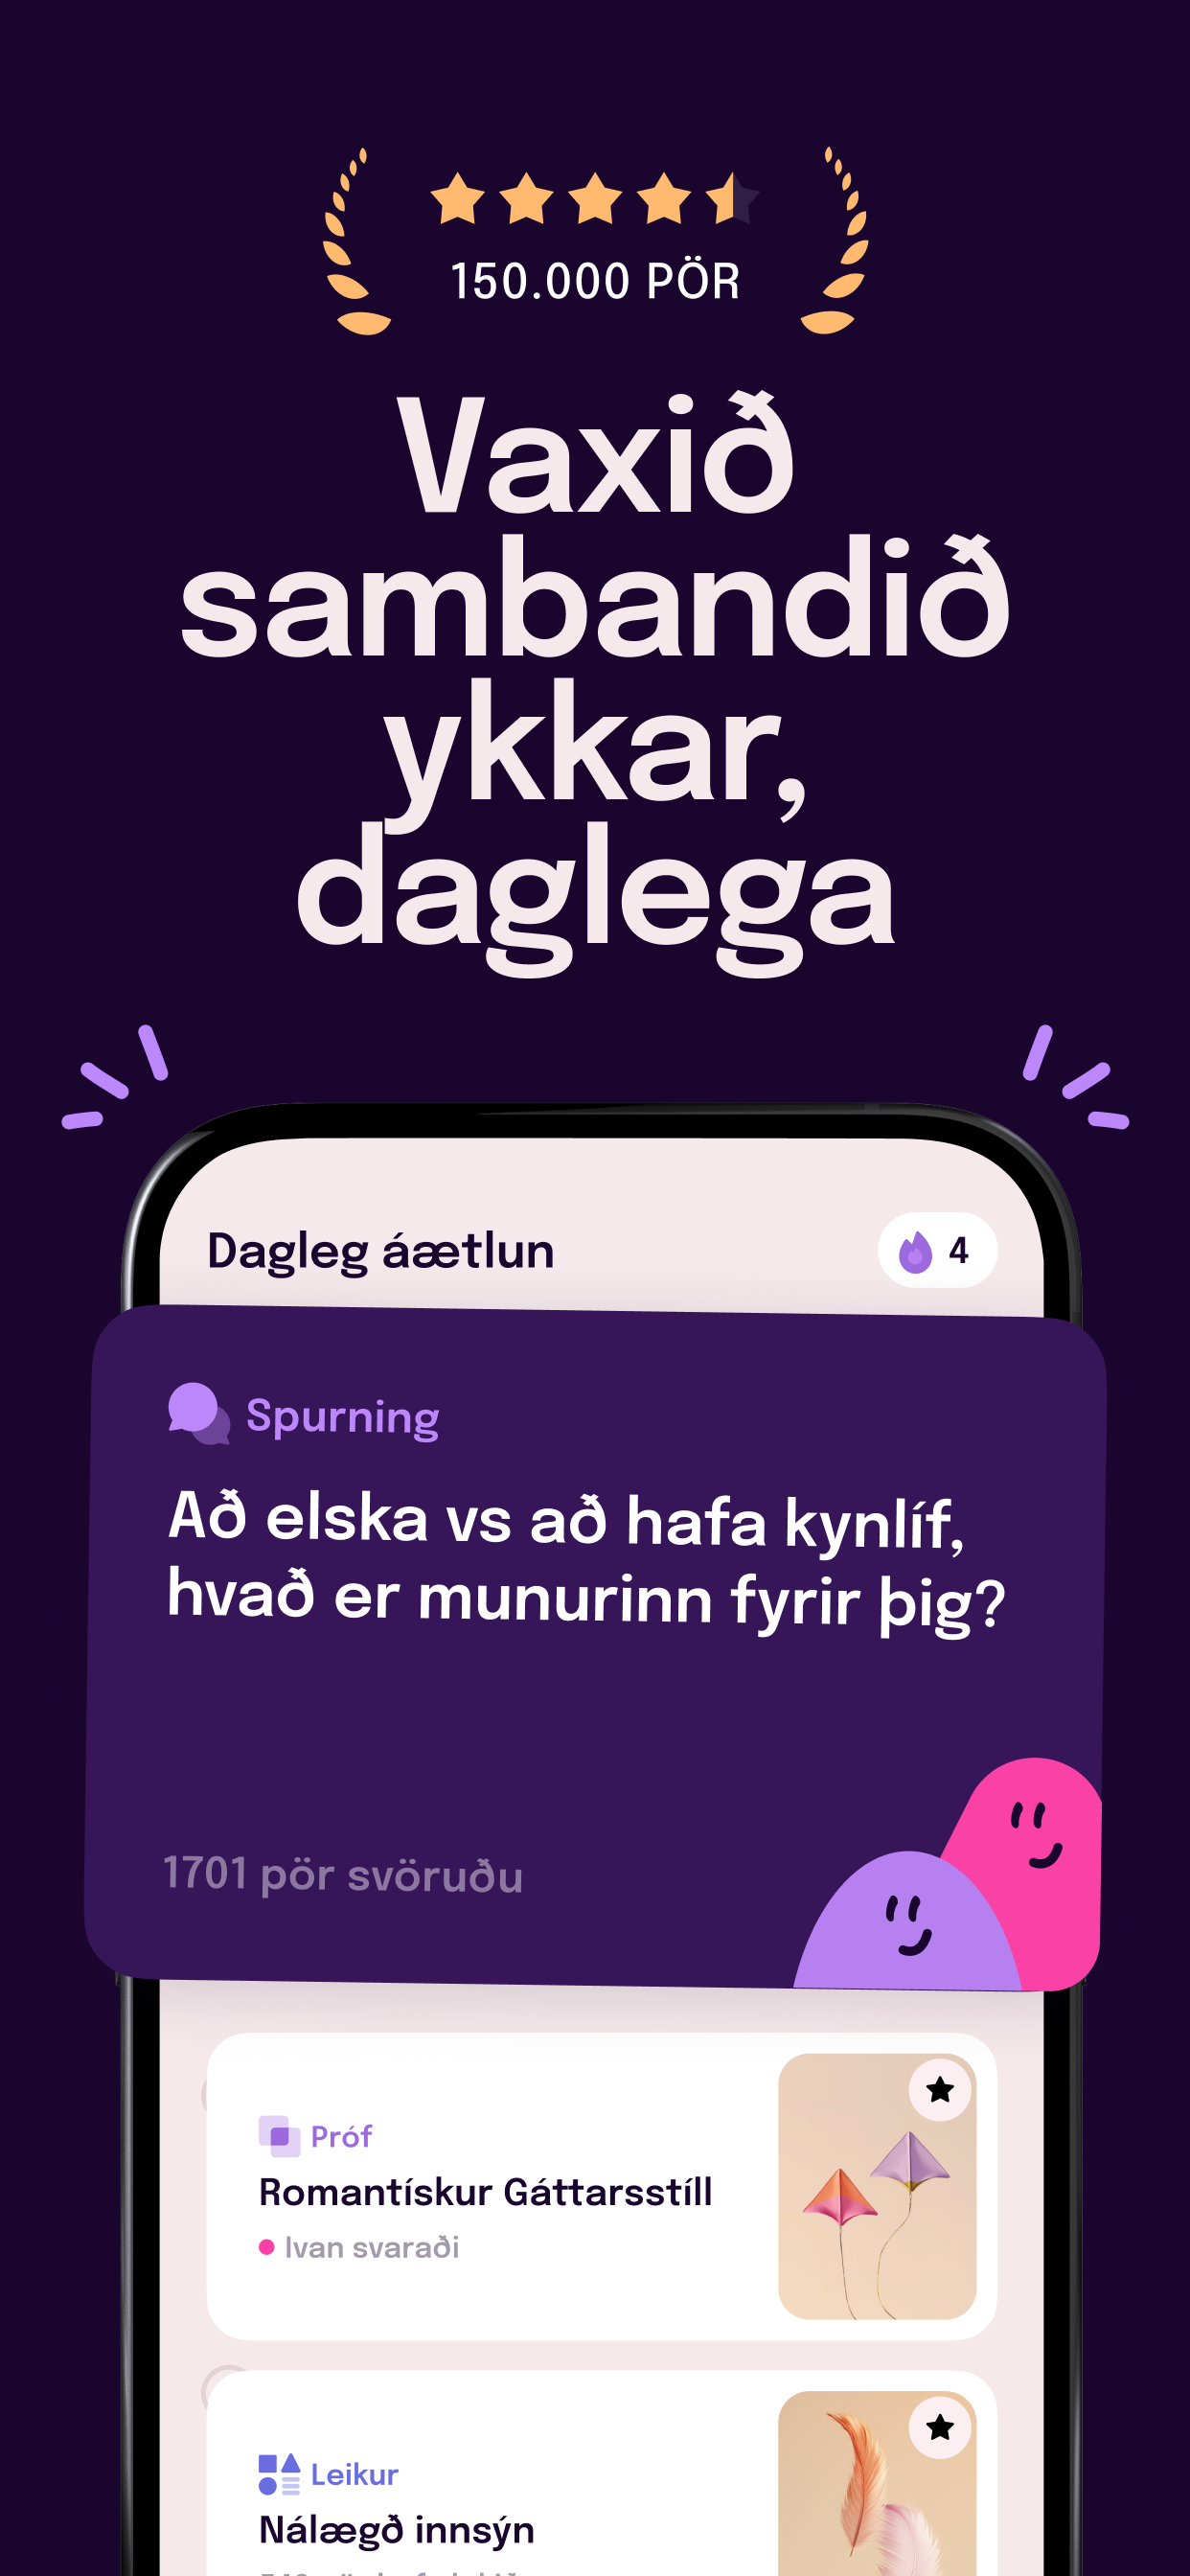 150.000 PÖR
Vaxið
sambandið
ykkar,
daglega
Dagleg áætlun
4
Spurning
Að elska vs að hafa kynlíf,
hvað er munurinn fyrir þig?
1701 pör svöruðu
Próf
Romantískur Gáttarsstíll
Ivan svaraði
Leikur
Nálægð innsýn